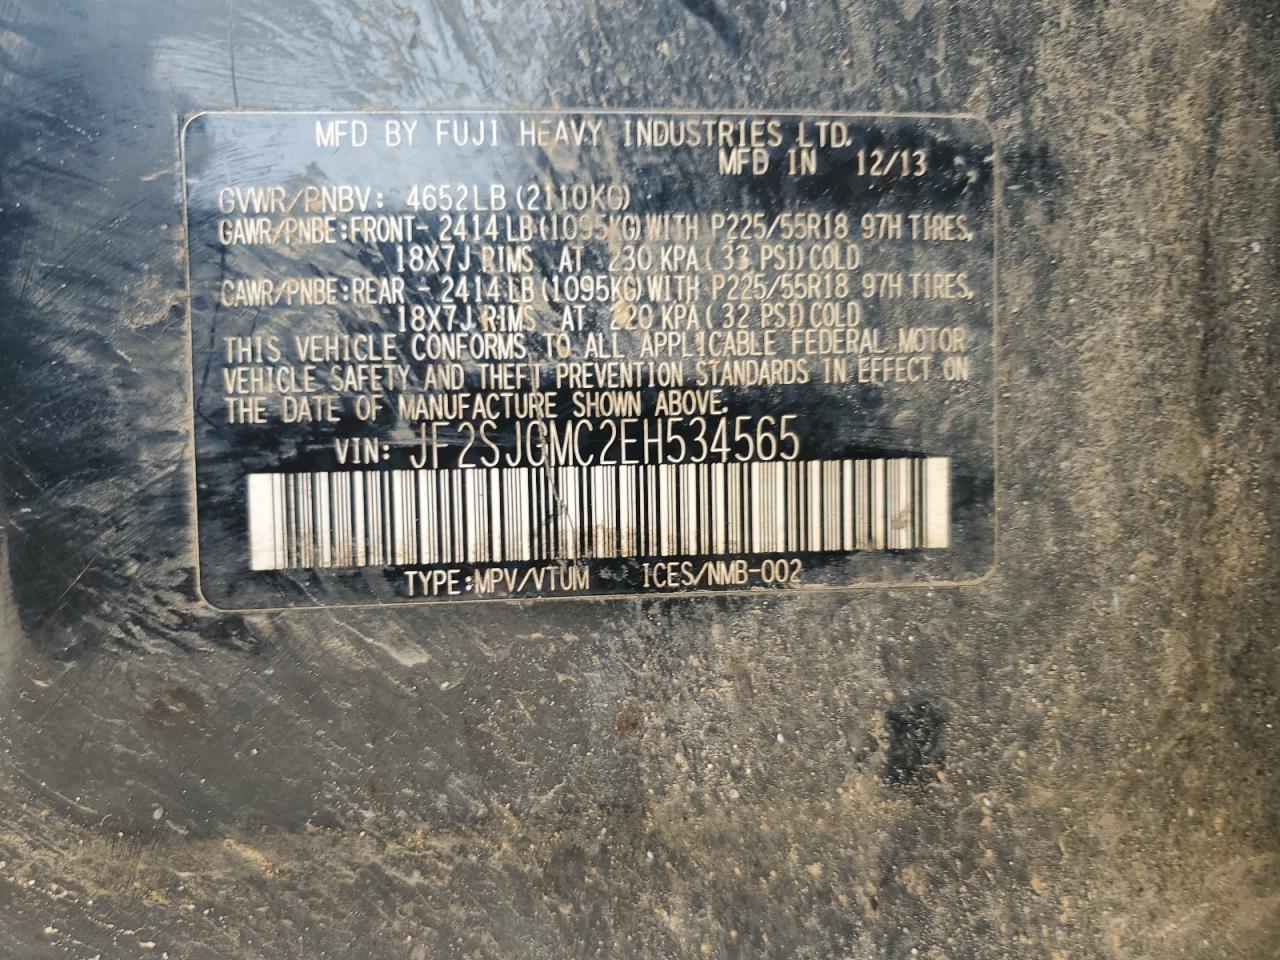 MFD BY FUJI HEAVY INDUSTRIES LTD.
MFD IN 12/13
GVWR/PNBV: 4652LB (2110KG)
GAWR/PNBE:FRONT- 2414 LB (1095KG) WITH P225/55R18 97H TIRES,
18X7J RIMS AT 230 KPA ( 33 PSI) COLD
GAWR/PNBE:REAR - 2414 LB (1095KG) WITH P225/55R18 97H TIRES,
18X7J RIMS AT 220 KPA ( 32 PSI) COLD
THIS VEHICLE CONFORMS TO ALL APPLICABLE FEDERAL MOTOR
VEHICLE SAFETY AND THEFT PREVENTION STANDARDS IN EFFECT ON
THE DATE OF MANUFACTURE SHOWN ABOVE.
VIN: JF2SJGMC2EH534565
TYPE:MPV/VTUM ICES/NMB-002